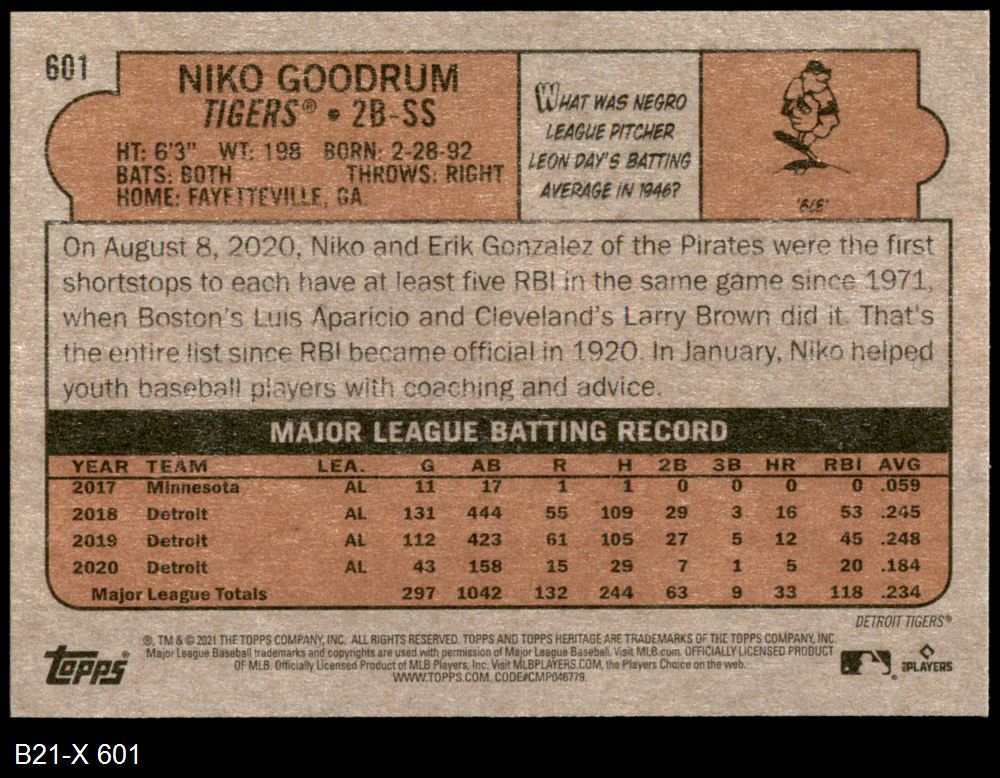 601
NIKO GOODRUM
TIGERS® • 2B-SS
HT: 6'3" WT: 198 BORN: 2-28-92
BATS: BOTH THROWS: RIGHT
HOME: FAYETTEVILLE, GA
WHAT WAS NEGRO
LEAGUE PITCHER
LEON DAY'S BATTING
AVERAGE IN 1946?
On August 8, 2020, Niko and Erik Gonzalez of the Pirates were the first
shortstops to each have at least five RBI in the same game since 1971,
when Boston's Luis Aparicio and Cleveland's Larry Brown did it. That's
the entire list since RBI became official in 1920. In January, Niko helped
youth baseball players with coaching and advice.
MAJOR LEAGUE BATTING RECORD
YEAR TEAM LEA. G AB R H 2B 3B HR RBI AVG
2017 Minnesota AL 11 17 1 1 0 0 0 0 .059
2018 Detroit AL 131 444 55 109 29 3 16 53 .245
2019 Detroit AL 112 423 61 105 27 5 12 45 .248
2020 Detroit AL 43 158 15 29 7 1 5 20 .184
Major League Totals 297 1042 132 244 63 9 33 118 .234
DETROIT TIGERS®
®, TM & © 2021 THE TOPPS COMPANY, INC. ALL RIGHTS RESERVED. TOPPS AND TOPPS HERITAGE ARE TRADEMARKS OF THE TOPPS COMPANY, INC.
Major League Baseball trademarks and copyrights are used with permission of Major League Baseball. Visit MLB.com. OFFICIALLY LICENSED PRODUCT
OF MLB. Officially Licensed Product of MLB Players, Inc. Visit MLBPLAYERS.COM, the Players Choice on the web.
WWW.TOPPS.COM. CODE#CMP046779.
Topps®
PLAYERS
B21-X 601